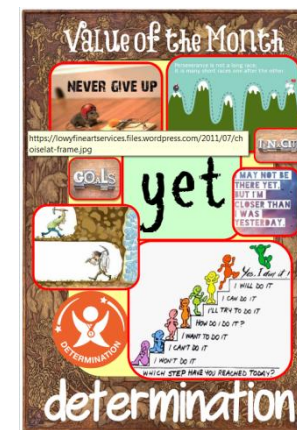 Value of the Month
NEVER GIVE UP
Perseverance is not a long race;
it is many short races one after the other.
https://lowyfineartservices.files.wordpress.com/2011/07/ch
oiselat-frame.jpg
GOALS
yet
I MAY NOT BE
THERE YET,
BUT I'M
CLOSER THAN
I WAS
YESTERDAY.
Yes, I did it!
I WILL DO IT
I CAN DO IT
I'LL TRY TO DO IT
HOW DO I DO IT?
I WANT TO DO IT
I CAN'T DO IT
I WON'T DO IT
WHICH STEP HAVE YOU REACHED TODAY?
DETERMINATION
determination